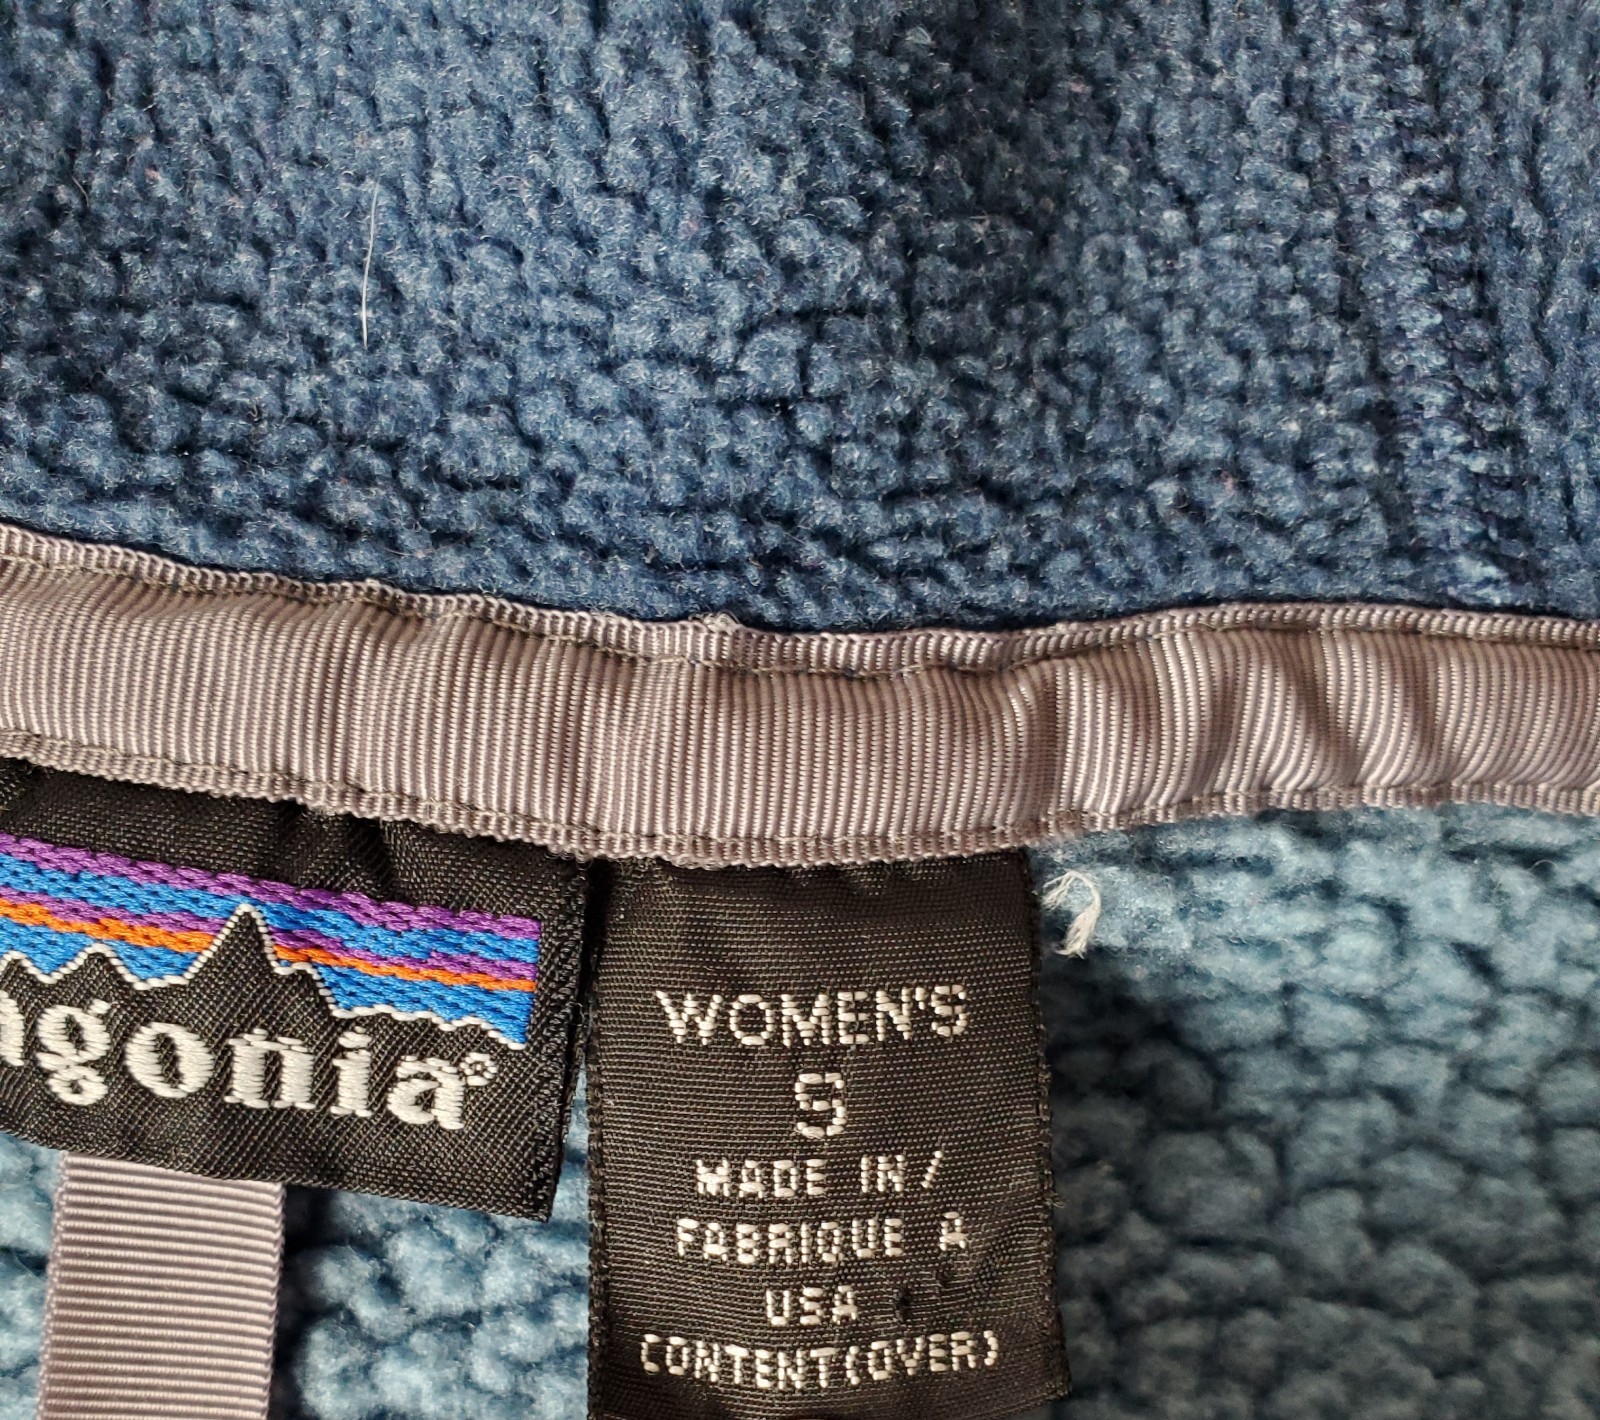 agonia®
WOMEN'S
S
MADE IN /
FABRIQUE A
USA
CONTENT(OVER)